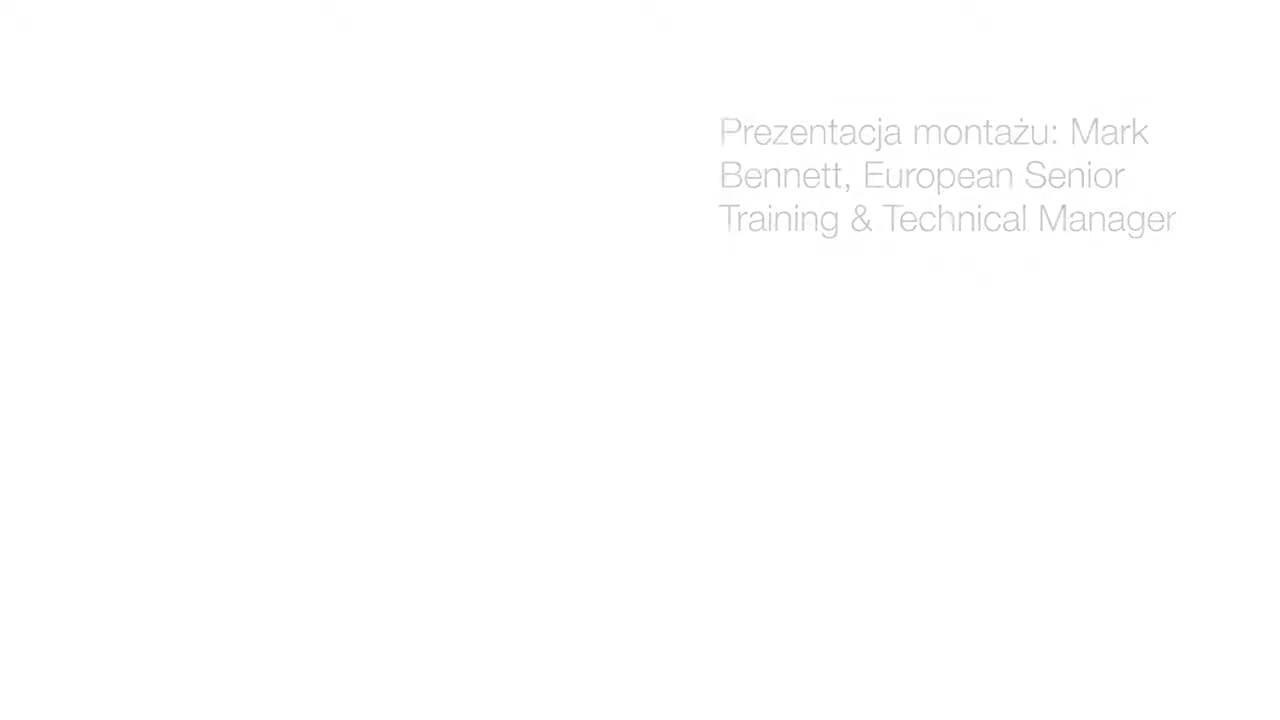 Prezentacja montażu: Mark
Bennett, European Senior
Training & Technical Manager